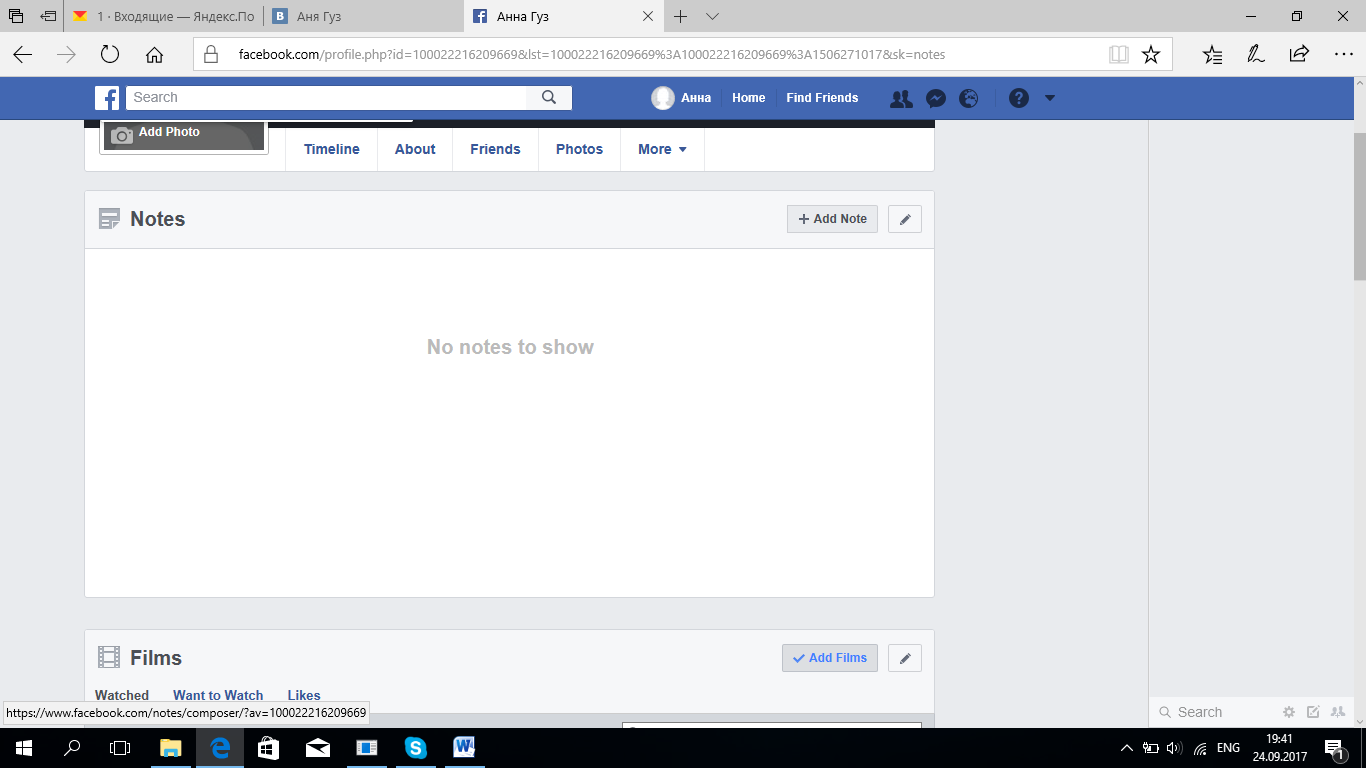 1 · Входящие — Яндекс.По
Аня Гуз
Анна Гуз
facebook.com/profile.php?id=100022216209669&lst=100022216209669%3A100022216209669%3A1506271017&sk=notes
Search
Анна
Home
Find Friends
Add Photo
Timeline
About
Friends
Photos
More
Notes
+ Add Note
No notes to show
Films
Add Films
Watched
Want to Watch
Likes
https://www.facebook.com/notes/composer/?av=100022216209669
Search
ENG
19:41
24.09.2017
1